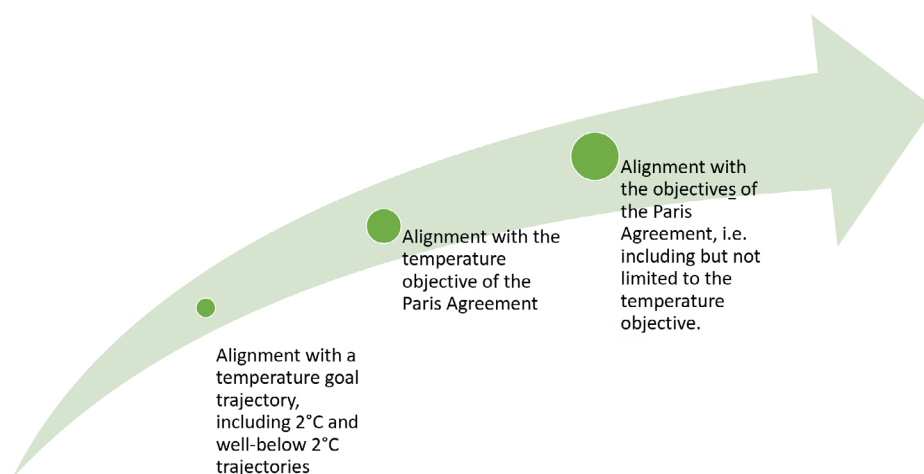 Alignment with a
temperature goal
trajectory,
including 2°C and
well-below 2°C
trajectories
Alignment with the
temperature
objective of the
Paris Agreement
Alignment with
the objectives of
the Paris
Agreement, i.e.
including but not
limited to the
temperature
objective.